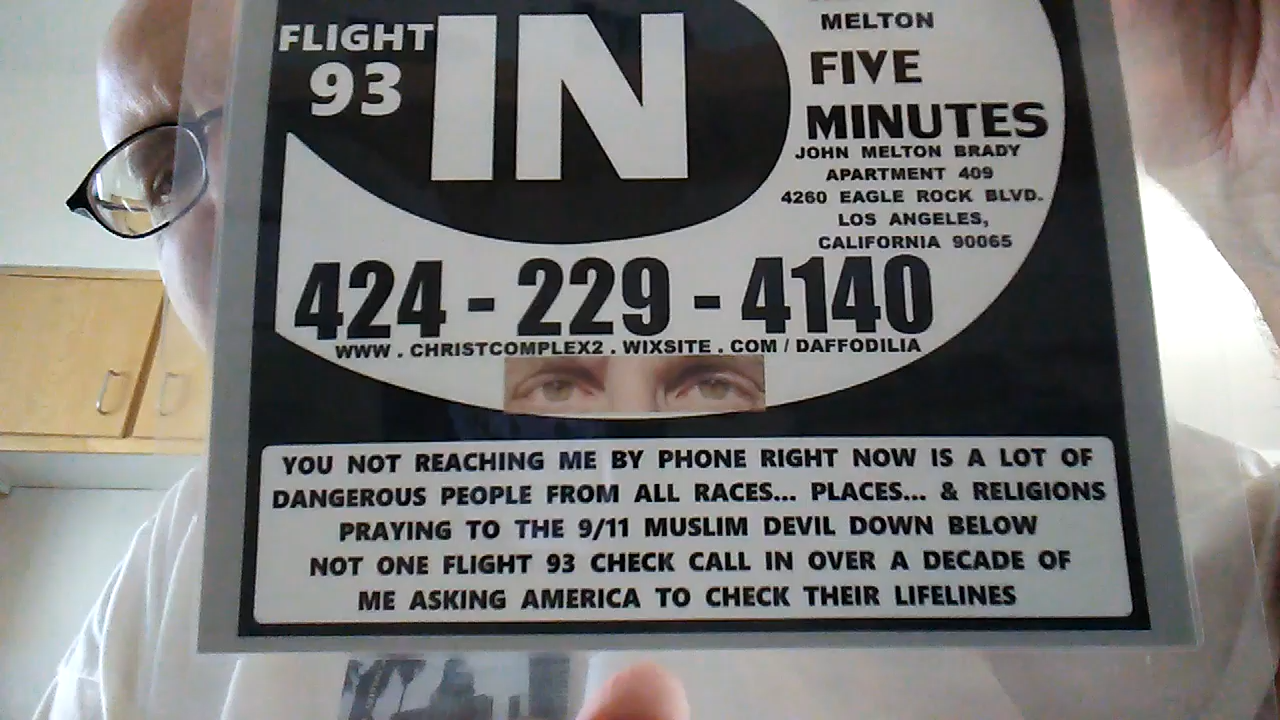 FLIGHT
93
IN
MELTON
FIVE
MINUTES
JOHN MELTON BRADY
APARTMENT 409
4260 EAGLE ROCK BLVD.
LOS ANGELES,
CALIFORNIA 90065
424 - 229 - 4140
WWW . CHRISTCOMPLEX2 . WIXSITE . COM / DAFFODILIA
YOU NOT REACHING ME BY PHONE RIGHT NOW IS A LOT OF
DANGEROUS PEOPLE FROM ALL RACES... PLACES... & RELIGIONS
PRAYING TO THE 9/11 MUSLIM DEVIL DOWN BELOW
NOT ONE FLIGHT 93 CHECK CALL IN OVER A DECADE OF
ME ASKING AMERICA TO CHECK THEIR LIFELINES